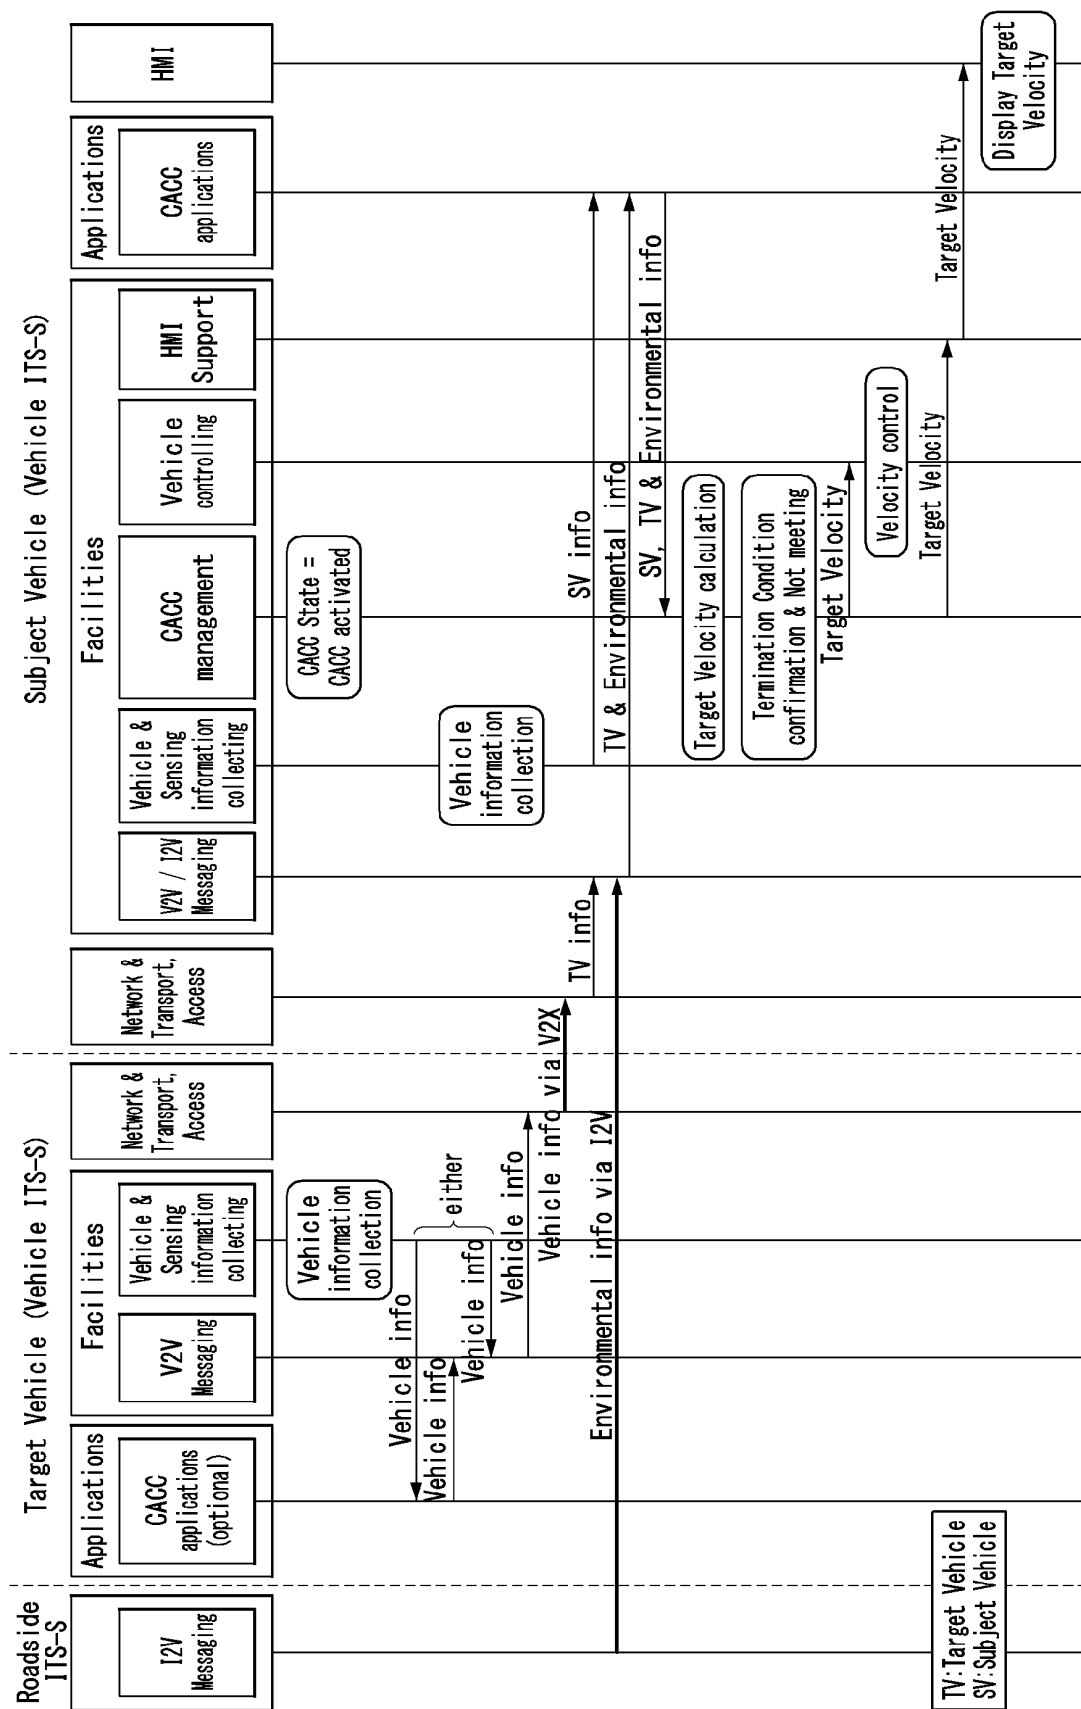 Roadside
ITS-S
Target Vehicle (Vehicle ITS-S)
Subject Vehicle (Vehicle ITS-S)
I2V
Messaging
Applications
CACC
applications
(optional)
Facilities
V2V
Messaging
Vehicle &
Sensing
information
collecting
Network &
Transport,
Access
Network &
Transport,
Access
Facilities
V2V / I2V
Messaging
Vehicle &
Sensing
information
collecting
CACC
management
Vehicle
controlling
HMI
Support
Applications
CACC
applications
HMI
Vehicle
information
collection
CACC State =
CACC activated
Vehicle info
either
Vehicle info
Vehicle info
Vehicle info
Vehicle information
collection
Vehicle info via V2X
TV info
SV info
Environmental info via I2V
TV & Environmental info
SV, TV & Environmental info
Target Velocity calculation
Termination Condition
confirmation & Not meeting
Target Velocity
Velocity control
Target Velocity
Target Velocity
Display Target
Velocity
TV:Target Vehicle
SV:Subject Vehicle